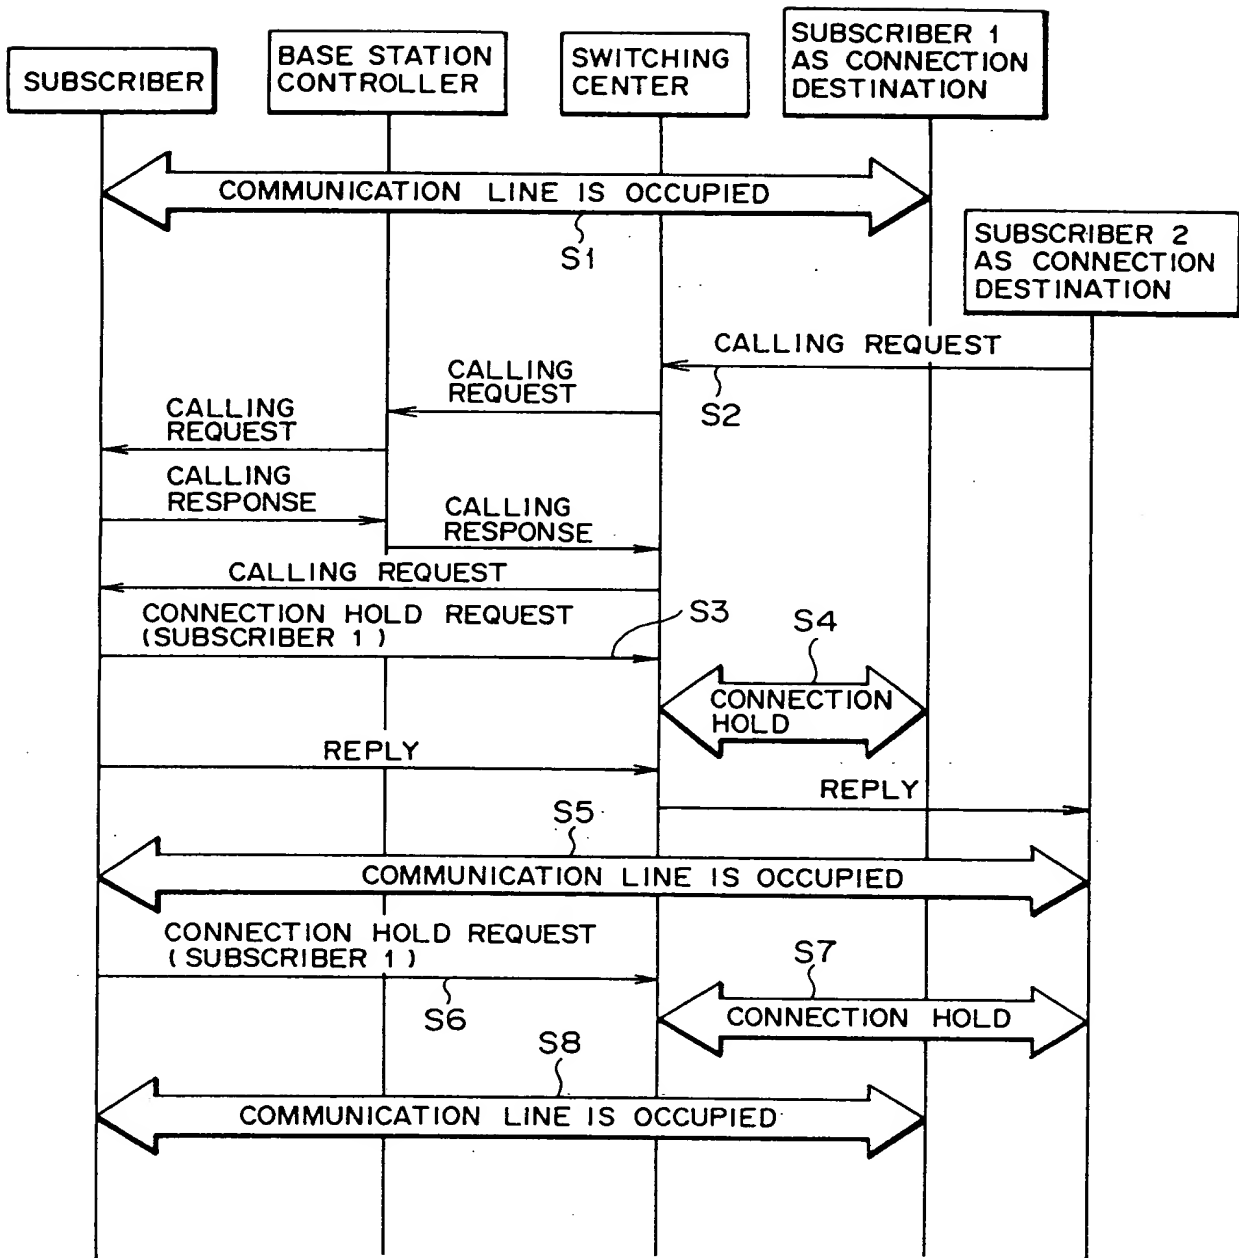 SUBSCRIBER
BASE STATION
CONTROLLER
SWITCHING
CENTER
SUBSCRIBER 1
AS CONNECTION
DESTINATION
COMMUNICATION LINE IS OCCUPIED
S1
SUBSCRIBER 2
AS CONNECTION
DESTINATION
CALLING REQUEST
S2
CALLING
REQUEST
CALLING
REQUEST
CALLING
RESPONSE
CALLING
RESPONSE
CALLING REQUEST
CONNECTION HOLD REQUEST
(SUBSCRIBER 1)
S3
S4
CONNECTION
HOLD
REPLY
REPLY
S5
COMMUNICATION LINE IS OCCUPIED
CONNECTION HOLD REQUEST
(SUBSCRIBER 1)
S6
S7
CONNECTION HOLD
S8
COMMUNICATION LINE IS OCCUPIED